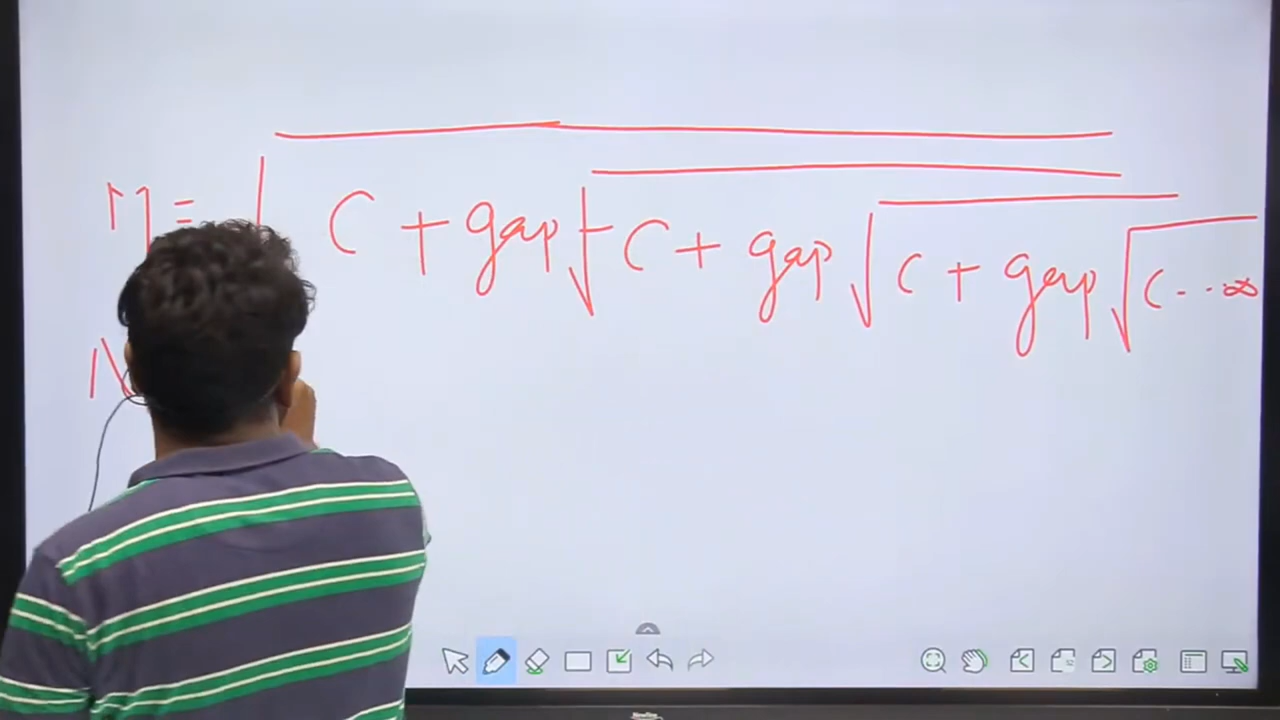 η = √C + gap √C + gap √C + gap √C...∞
N